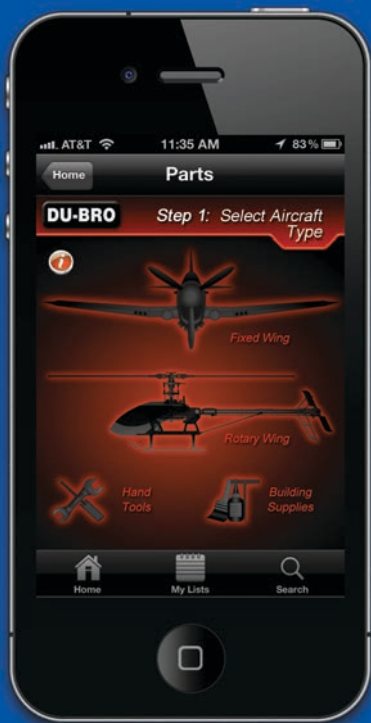 AT&T 11:35 AM 83%
Home Parts
DU-BRO Step 1: Select Aircraft
Type
i
Fixed Wing
Rotary Wing
Hand
Tools
Building
Supplies
Home My Lists Search